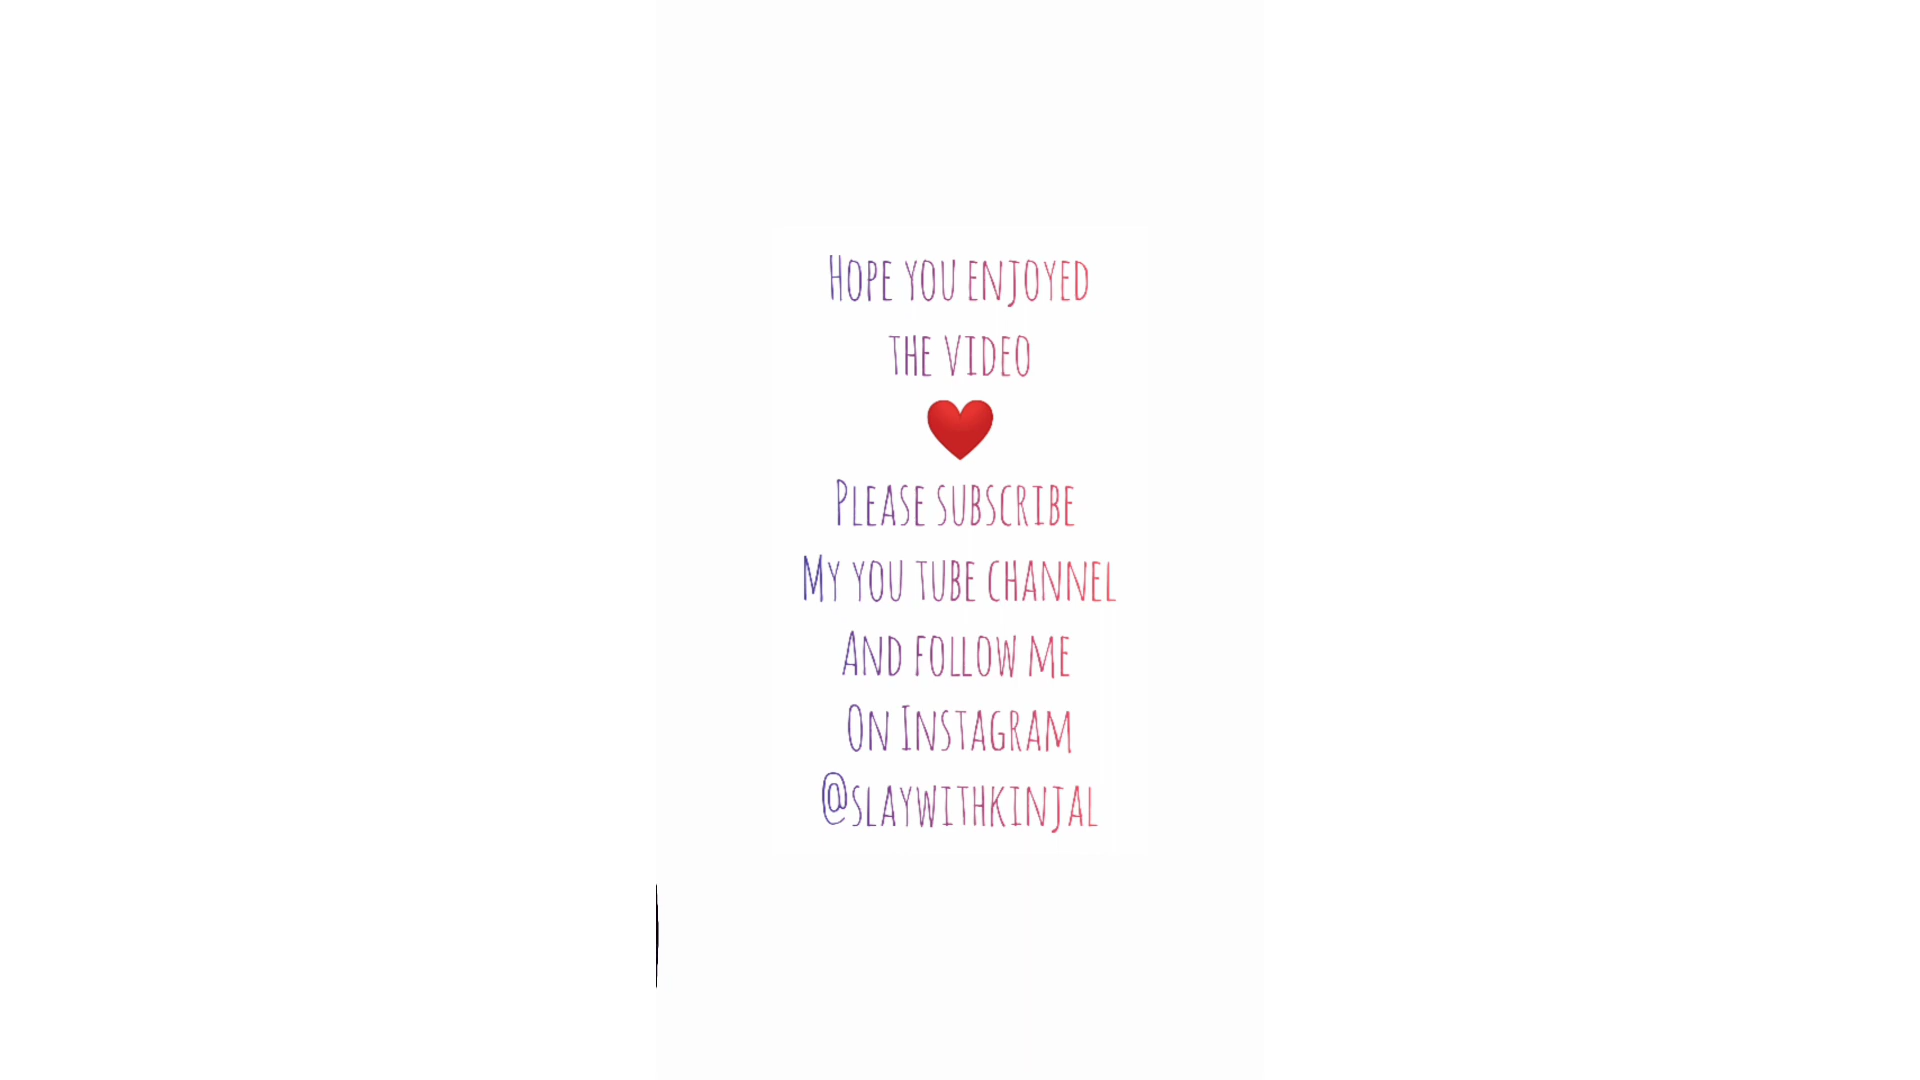 Hope you enjoyed
the video
❤️
Please subscribe
My you tube channel
And follow me
On Instagram
@slaywithkinjal